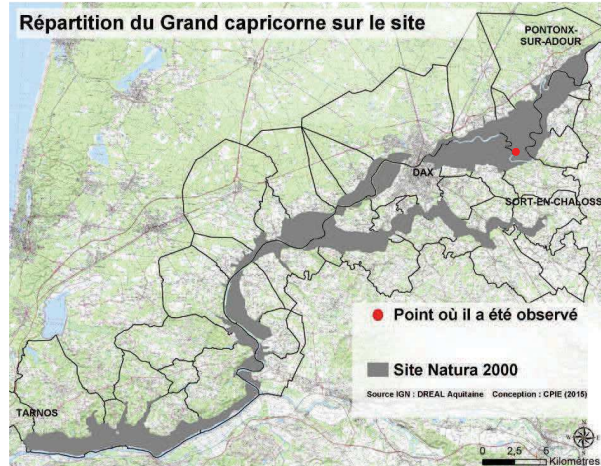 Répartition du Grand capricorne sur le site
PONTONX-
SUR-ADOUR
DAX
SORT-EN-CHALOSS
Point où il a été observé
Site Natura 2000
Source IGN : DREAL Aquitaine Conception : CPIE (2015)
TARNOS
N
W
E
S
0 2,5 5
Kilomètres